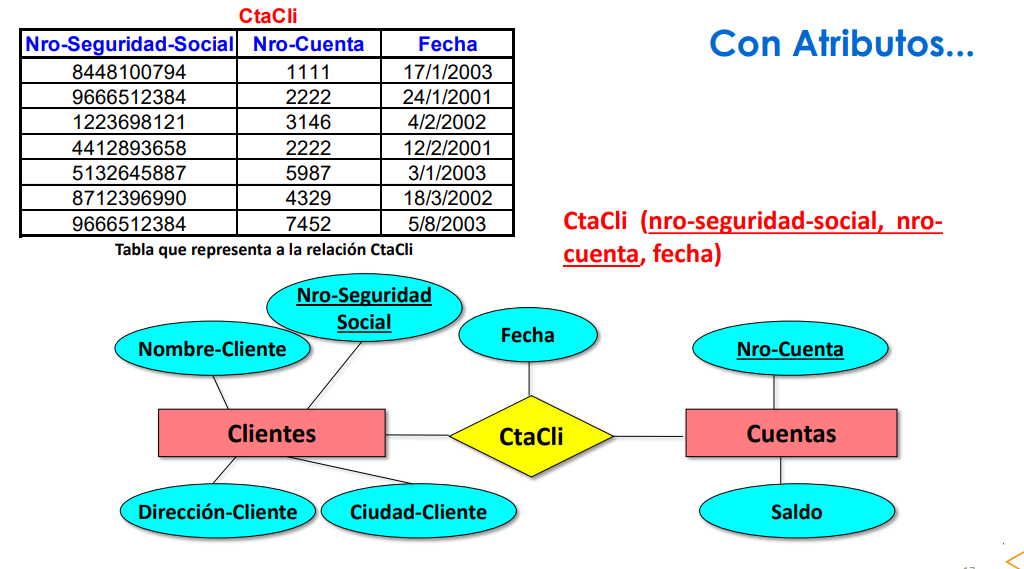 CtaCli
Con Atributos...
Nro-Seguridad-Social Nro-Cuenta Fecha
8448100794 1111 17/1/2003
9666512384 2222 24/1/2001
1223698121 3146 4/2/2002
4412893658 2222 12/2/2001
5132645887 5987 3/1/2003
8712396990 4329 18/3/2002
9666512384 7452 5/8/2003
Tabla que representa a la relación CtaCli
CtaCli (nro-seguridad-social, nro-
cuenta, fecha)
Nro-Seguridad
Social
Nombre-Cliente
Fecha
Nro-Cuenta
Clientes
CtaCli
Cuentas
Dirección-Cliente
Ciudad-Cliente
Saldo